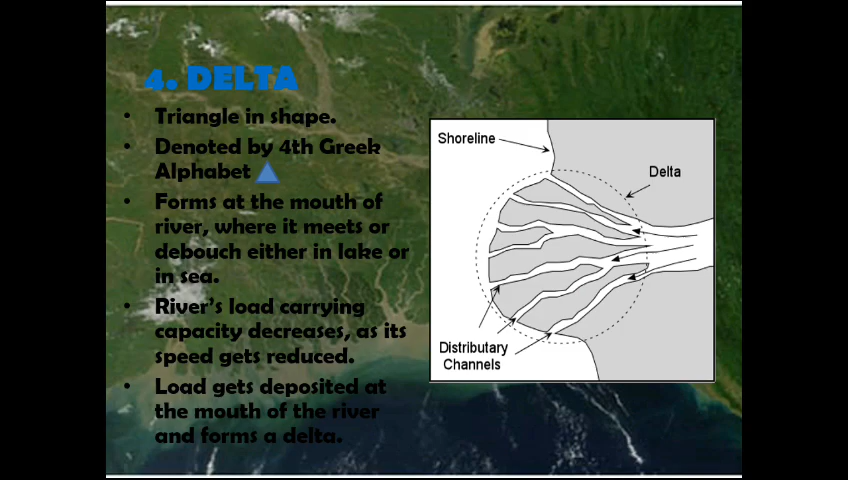 4. DELTA
• Triangle in shape.
• Denoted by 4th Greek
Alphabet
• Forms at the mouth of
river, where it meets or
debouch either in lake or
in sea.
• River's load carrying
capacity decreases, as its
speed gets reduced.
• Load gets deposited at
the mouth of the river
and forms a delta.
Shoreline
Delta
Distributary
Channels